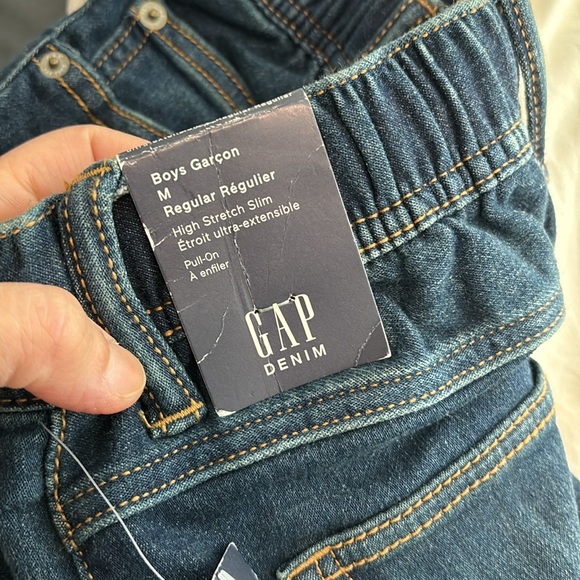 Boys Garçon
M
Regular Régulier
High Stretch Slim
Étroit ultra-extensible
Pull-On
À enfiler
GAP
DENIM